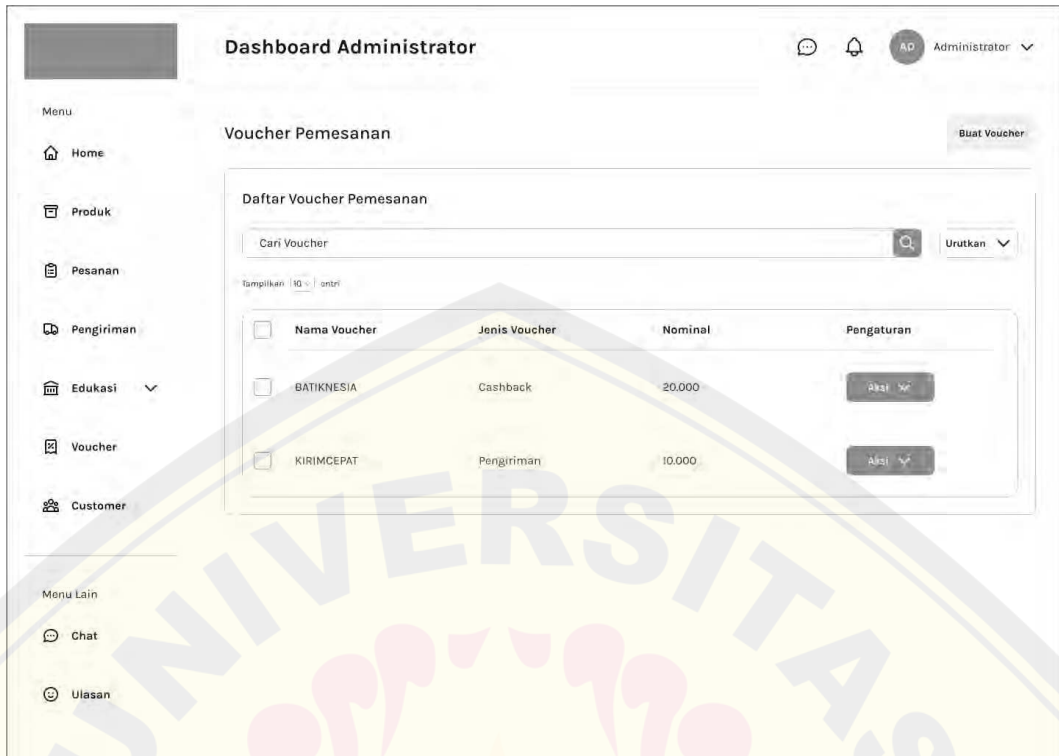 Dashboard Administrator
AD
Administrator
Menu
Home
Produk
Pesanan
Pengiriman
Edukasi
Voucher
Customer
Menu Lain
Chat
Ulasan
Voucher Pemesanan
Buat Voucher
Daftar Voucher Pemesanan
Cari Voucher
Urutkan
Tampilkan 10 entri
Nama Voucher Jenis Voucher Nominal Pengaturan
BATIKNESIA Cashback 20.000 Aksi
KIRIMCEPAT Pengiriman 10.000 Aksi
UNIVERSITAS